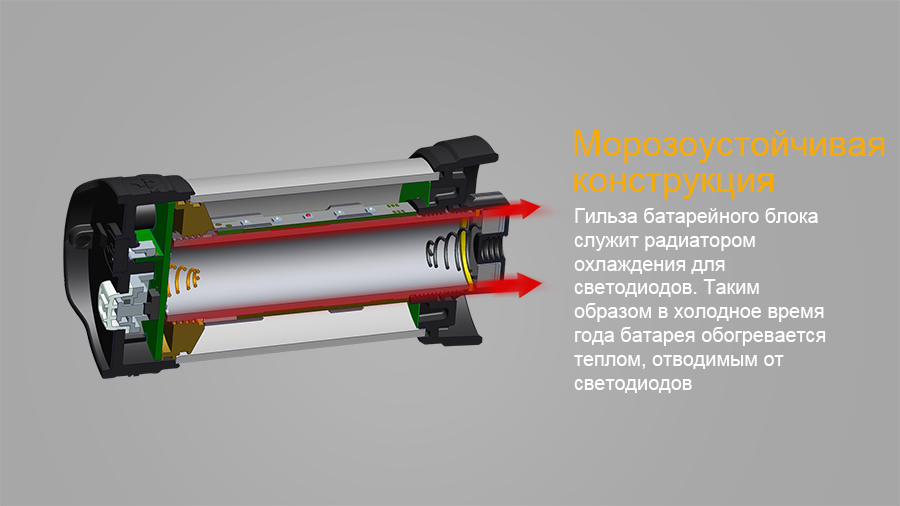 Морозоустойчивая
конструкция
Гильза батарейного блока
служит радиатором
охлаждения для
светодиодов. Таким
образом в холодное время
года батарея обогревается
теплом, отводимым от
светодиодов